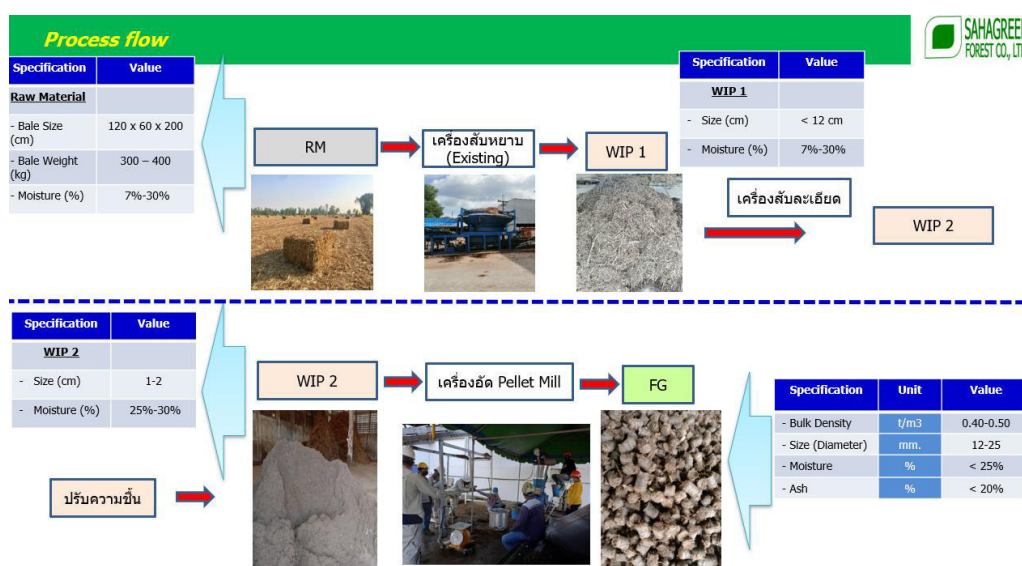 Process flow
SAHAGREEN
FOREST CO., LTD
Specification Value
Raw Material
- Bale Size (cm) 120 x 60 x 200
- Bale Weight (kg) 300 – 400
- Moisture (%) 7%-30%
RM
เครื่องสับหยาบ
(Existing)
WIP 1
Specification Value
WIP 1
- Size (cm) < 12 cm
- Moisture (%) 7%-30%
เครื่องสับละเอียด
WIP 2
Specification Value
WIP 2
- Size (cm) 1-2
- Moisture (%) 25%-30%
ปรับความชื้น
WIP 2
เครื่องอัด Pellet Mill
FG
Specification Unit Value
- Bulk Density t/m3 0.40-0.50
- Size (Diameter) mm. 12-25
- Moisture % < 25%
- Ash % < 20%